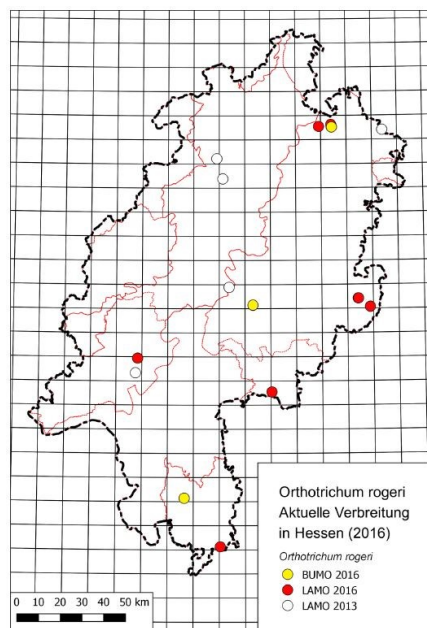 Orthotrichum rogeri
Aktuelle Verbreitung
in Hessen (2016)
Orthotrichum rogeri
BUMO 2016
LAMO 2016
LAMO 2013
0 10 20 30 40 50 km